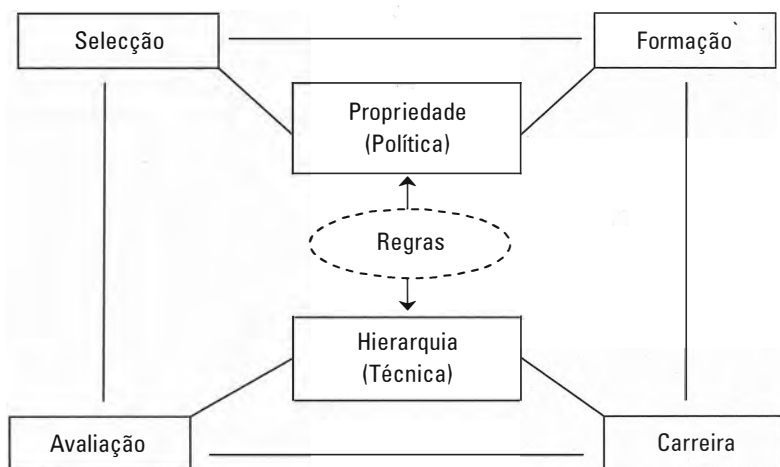 Selecção
Formação
Propriedade
(Política)
Regras
Hierarquia
(Técnica)
Avaliação
Carreira